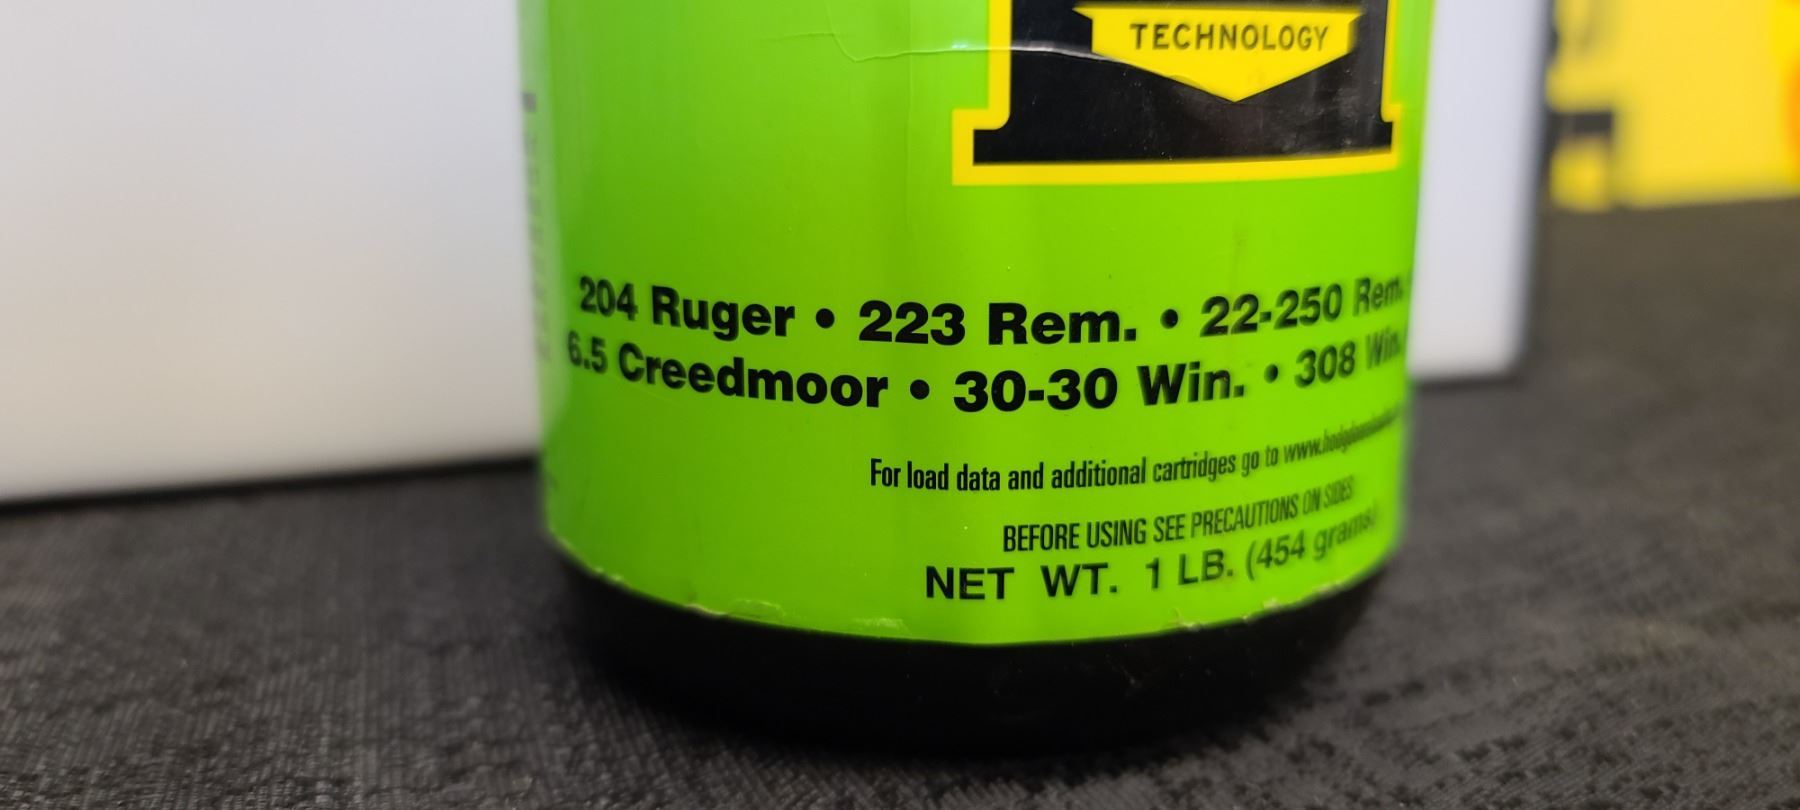 TECHNOLOGY
204 Ruger • 223 Rem. • 22-250 Rem.
6.5 Creedmoor • 30-30 Win. • 308 Win.
For load data and additional cartridges go to
BEFORE USING SEE PRECAUTIONS ON SIDES
NET WT. 1 LB. (454 grams)